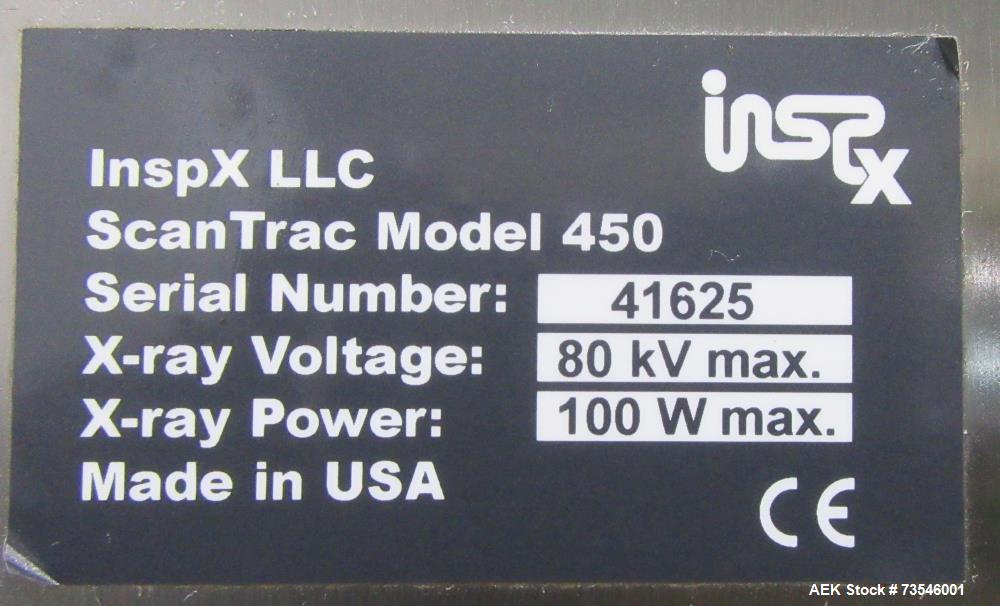 inspx
InspX LLC
ScanTrac Model 450
Serial Number: 41625
X-ray Voltage: 80 kV max.
X-ray Power: 100 W max.
Made in USA
CE
AEK Stock # 73546001